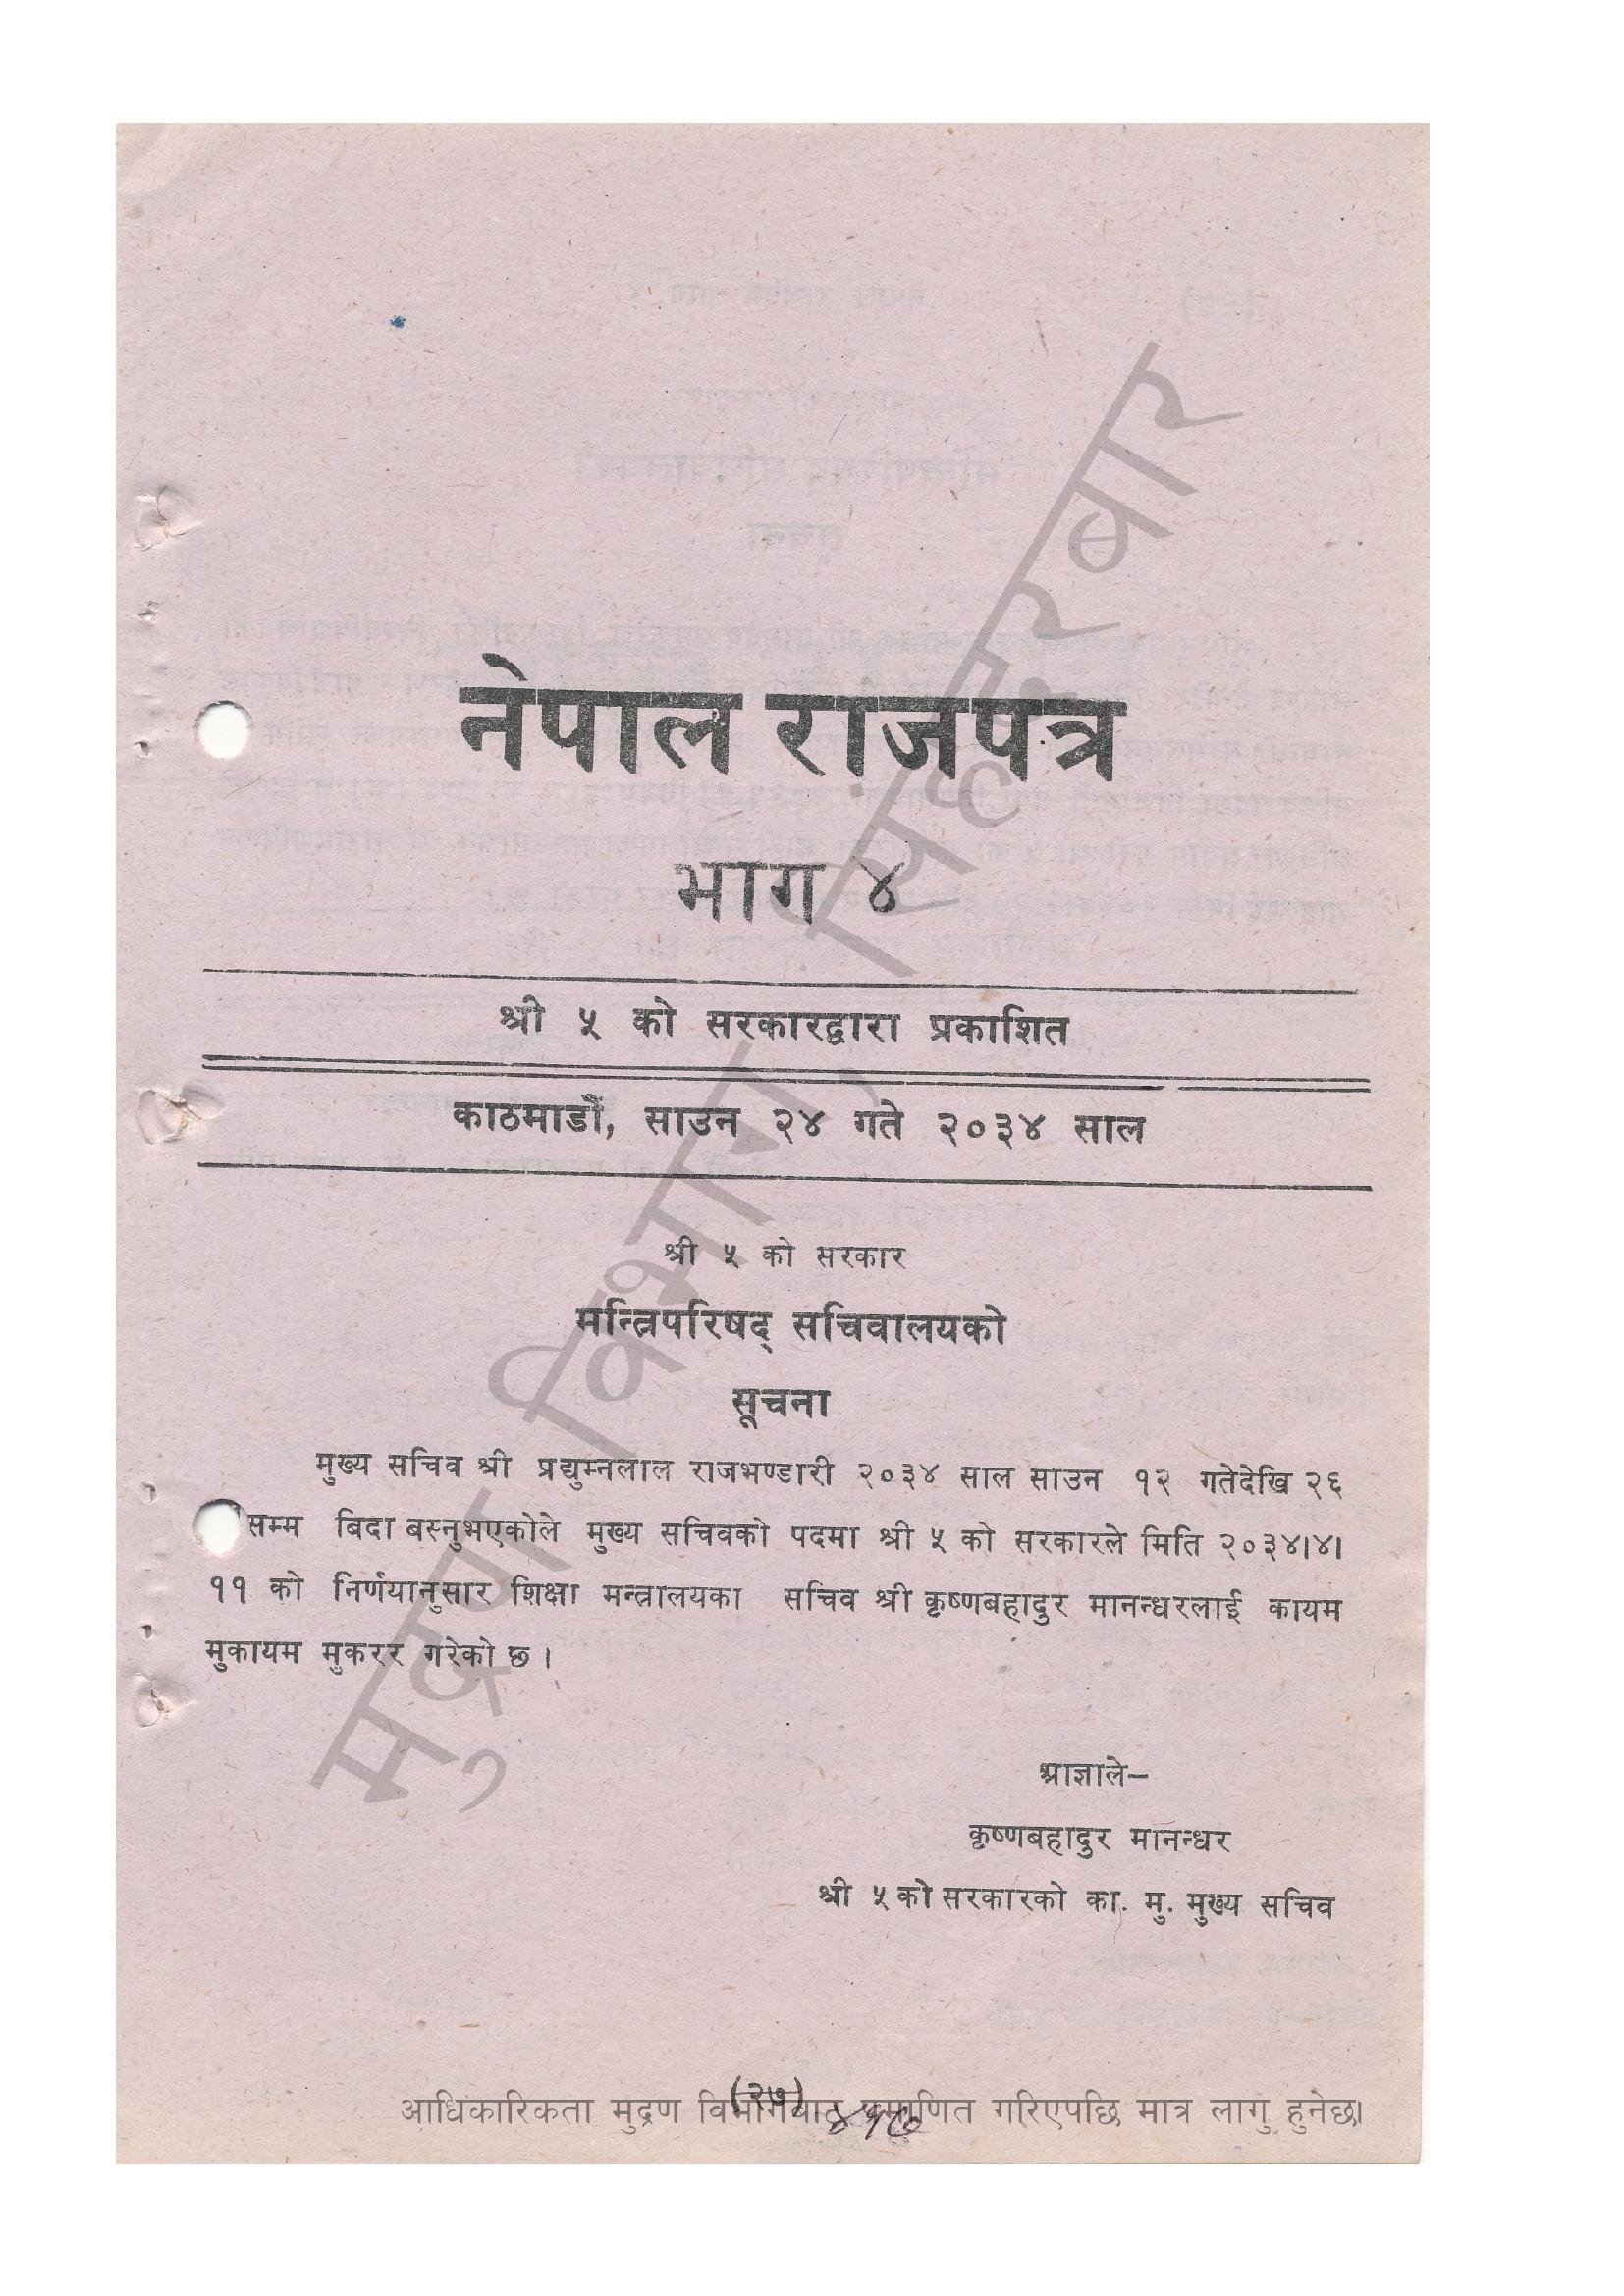 नेपाल राजपत्र
भाग ४
श्री ५ को सरकारद्वारा प्रकाशित
काठमाडौं, साउन २४ गते २०३४ साल
श्री ५ को सरकार
मन्त्रिपरिषद् सचिवालयको
सूचना
मुख्य सचिव श्री प्रद्युम्नलाल राजभण्डारी २०३४ साल साउन १२ गतेदेखि २६
सम्म बिदा बस्नुभएकोले मुख्य सचिवको पदमा श्री ५ को सरकारले मिति २०३४।४।
११ को निर्णयानुसार शिक्षा मन्त्रालयका सचिव श्री कृष्णबहादुर मानन्धरलाई कायम
मुकायम मुकरर गरेको छ ।
आज्ञाले—
कृष्णबहादुर मानन्धर
श्री ५ को सरकारको का. मु. मुख्य सचिव
(२७)
आधिकारिकता मुद्रण विभागबाट प्रमाणित गरिएपछि मात्र लागु हुनेछ।
मुद्रण विभाग, सिंहदरबार